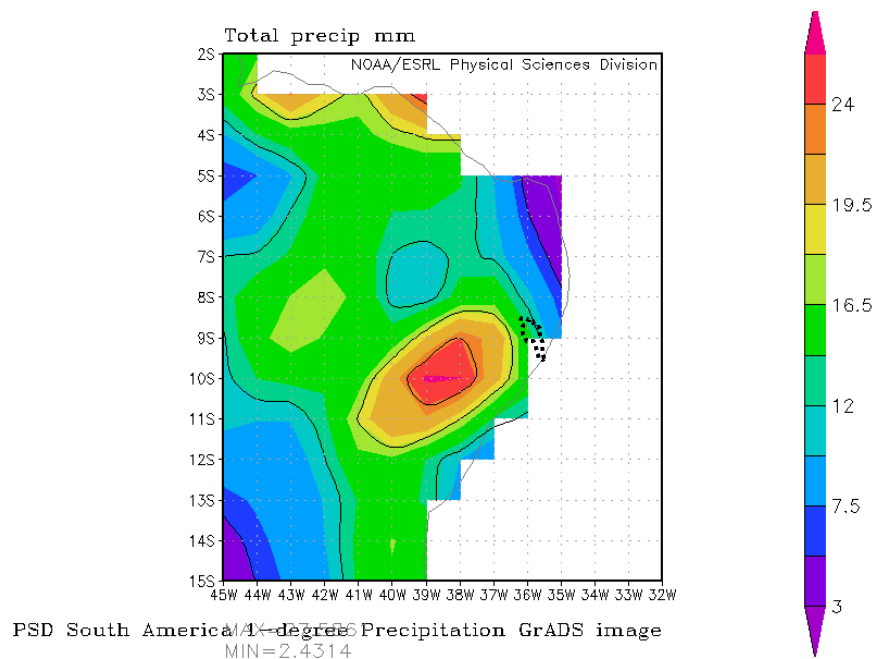 Total precip mm
NOAA/ESRL Physical Sciences Division
2S
3S
4S
5S
6S
7S
8S
9S
10S
11S
12S
13S
14S
15S
45W 44W 43W 42W 41W 40W 39W 38W 37W 36W 35W 34W 33W 32W
24
19.5
16.5
12
7.5
3
PSD South America 1-degree Precipitation GrADS image
MIN=2.4314